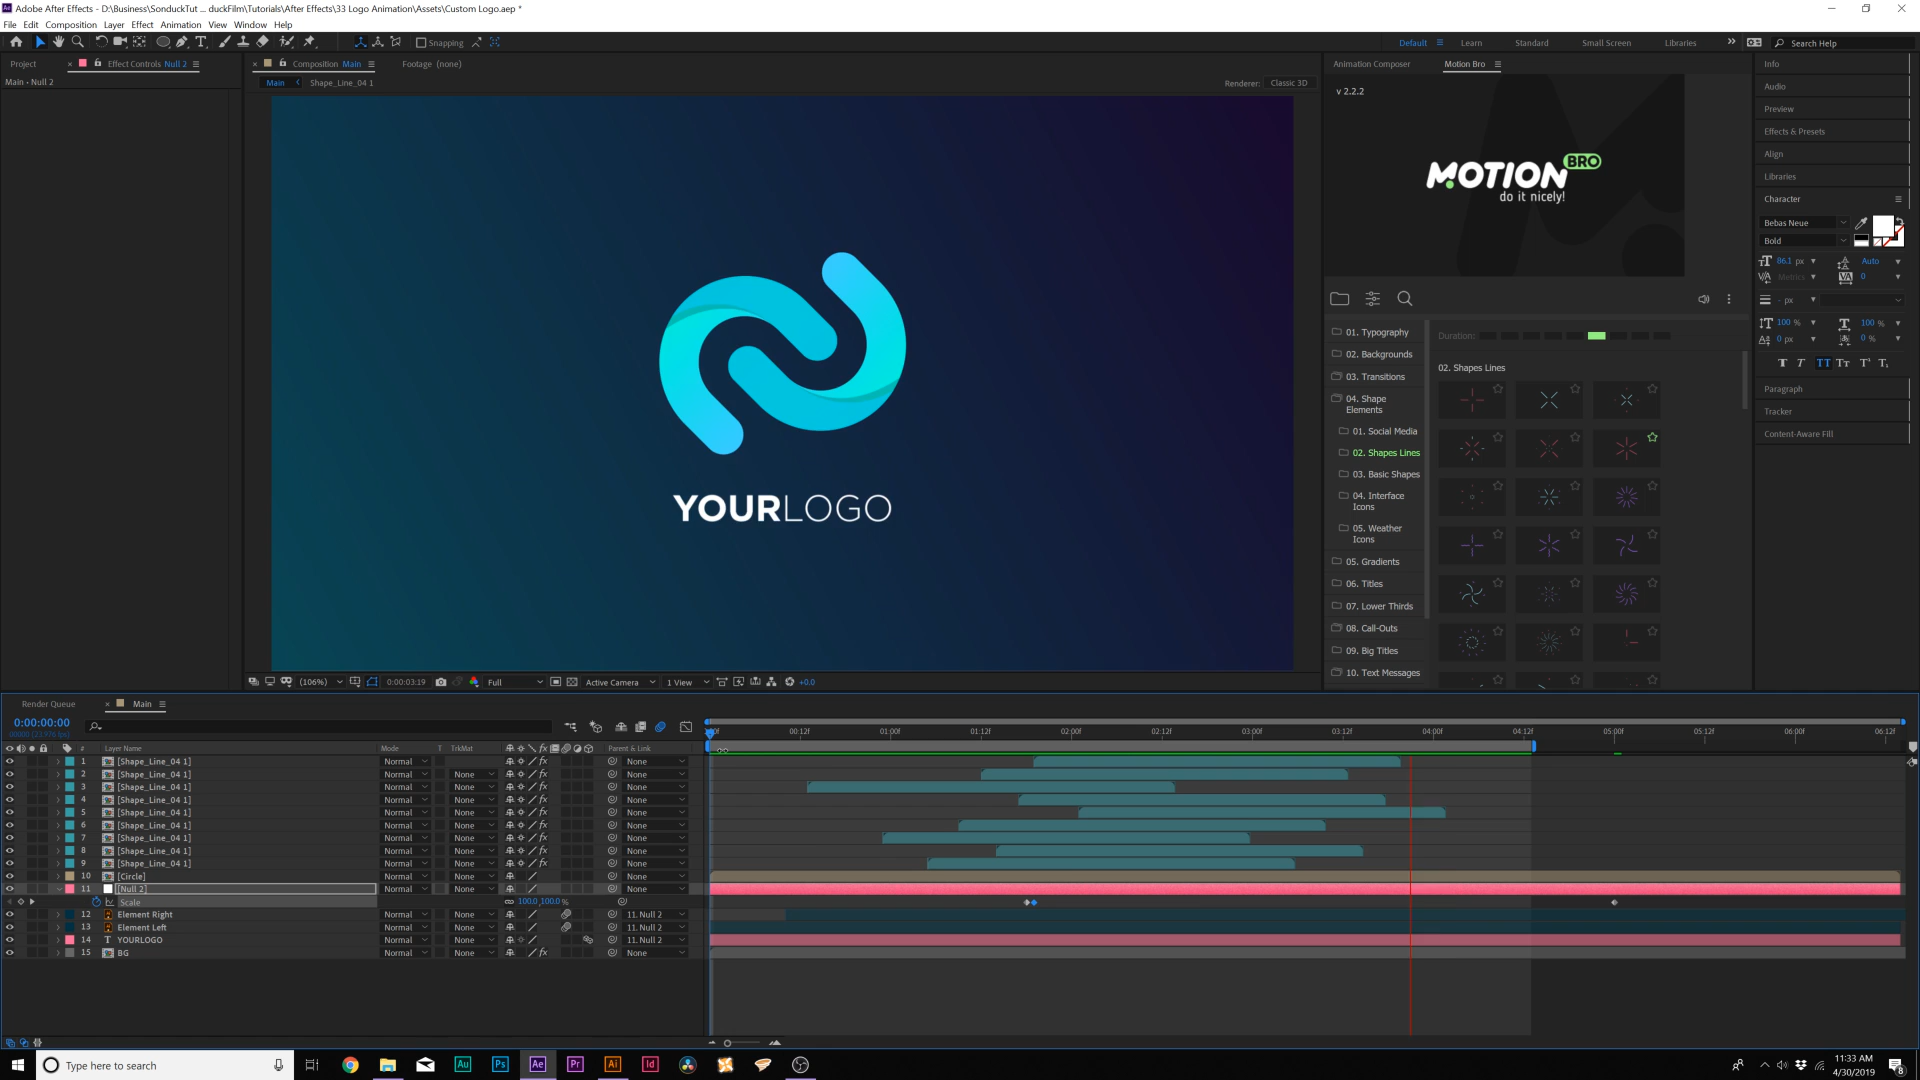 Adobe After Effects - D:\Business\SonduckTut ... duckFilm\Tutorials\After Effects\33 Logo Animation\Assets\Custom Logo.aep *
File Edit Composition Layer Effect Animation View Window Help
Snapping
Default Learn Standard Small Screen Libraries Search Help
Project Effect Controls Null 2
Main • Null 2
Composition Main Footage (none)
Main Shape_Line_04 1
Renderer: Classic 3D
YOURLOGO
(106%) 0:00:03:19 Full Active Camera 1 View +0.0
Animation Composer Motion Bro
v 2.2.2
MOTION BRO
do it nicely!
01. Typography
02. Backgrounds
03. Transitions
04. Shape
Elements
01. Social Media
02. Shapes Lines
03. Basic Shapes
04. Interface
Icons
05. Weather
Icons
05. Gradients
06. Titles
07. Lower Thirds
08. Call-Outs
09. Big Titles
10. Text Messages
Duration:
02. Shapes Lines
Info
Audio
Preview
Effects & Presets
Align
Libraries
Character
Bebas Neue
Bold
86.1 px Auto
Metrics 0
- px
100 % 100 %
0 px 0 %
Paragraph
Tracker
Content-Aware Fill
Render Queue Main
0:00:00:00
00000 (23.976 fps)
# Layer Name Mode T TrkMat Parent & Link
00:12f 01:00f 01:12f 02:00f 02:12f 03:00f 03:12f 04:00f 04:12f 05:00f 05:12f 06:00f 06:12f
1 [Shape_Line_04 1] Normal None
2 [Shape_Line_04 1] Normal None None
3 [Shape_Line_04 1] Normal None None
4 [Shape_Line_04 1] Normal None None
5 [Shape_Line_04 1] Normal None None
6 [Shape_Line_04 1] Normal None None
7 [Shape_Line_04 1] Normal None None
8 [Shape_Line_04 1] Normal None None
9 [Shape_Line_04 1] Normal None None
10 [Circle] Normal None None
11 [Null 2] Normal None None
Scale 100.0,100.0 %
12 Element Right Normal None 11. Null 2
13 Element Left Normal None 11. Null 2
14 T YOURLOGO Normal None 11. Null 2
15 BG Normal None None
Type here to search
Au Ps Ae Pr Ai Id
11:33 AM
4/30/2019
8